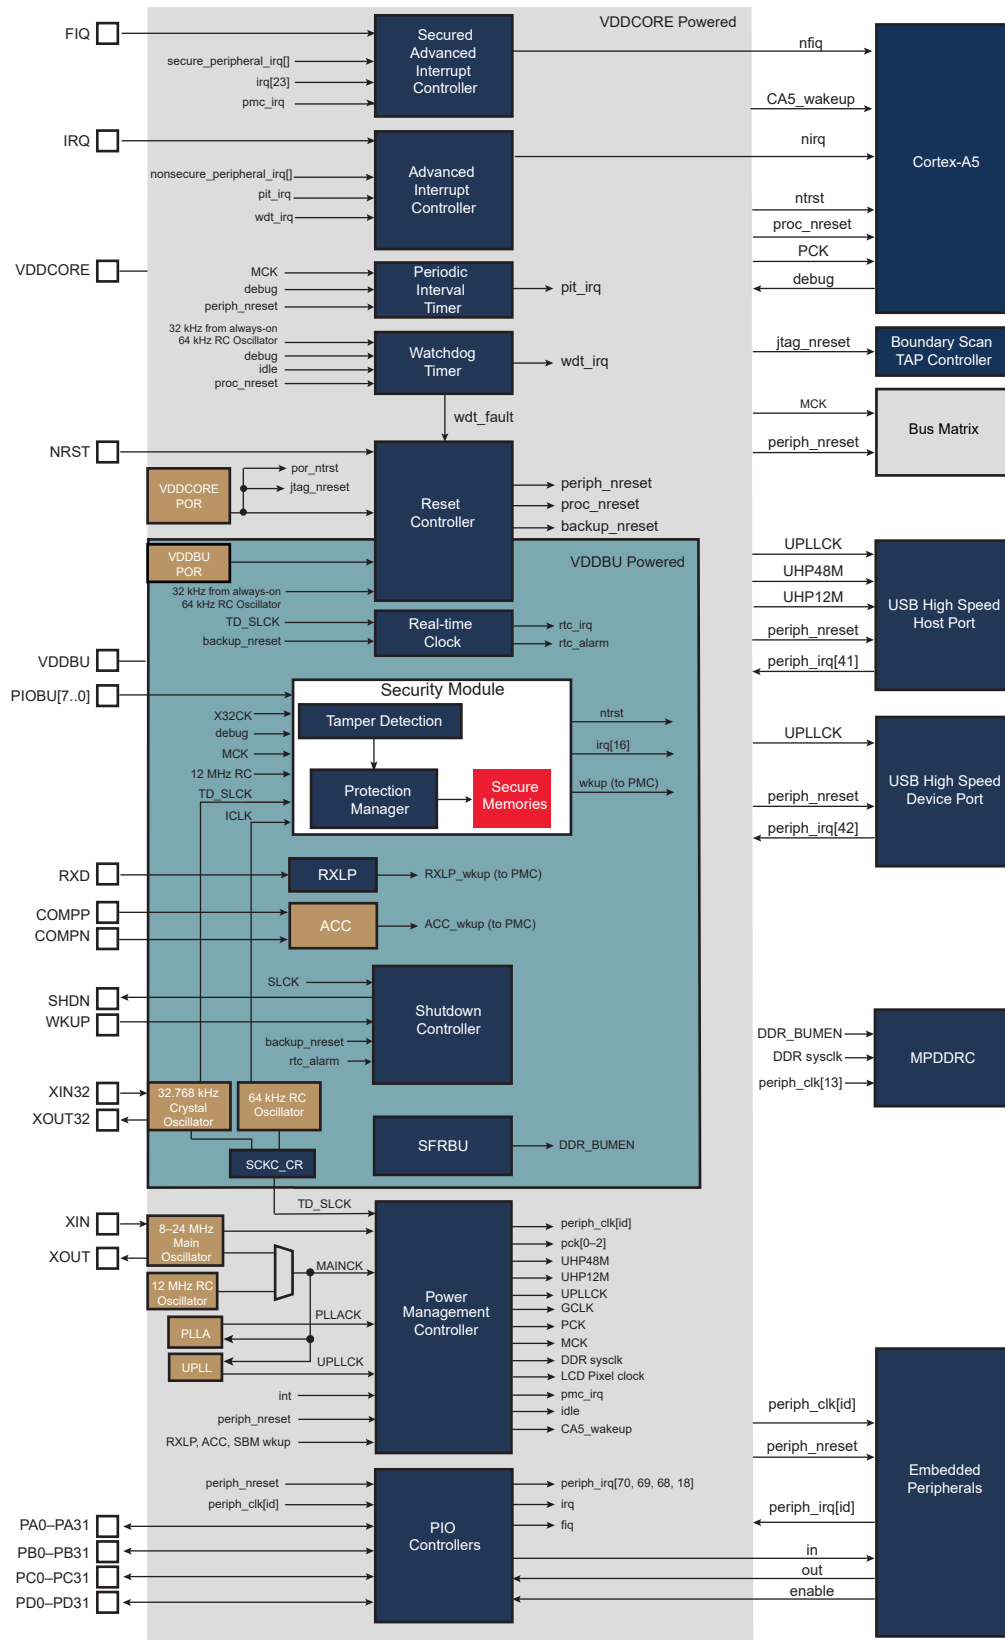 VDDCORE Powered
FIQ
Secured
Advanced
Interrupt
Controller
secure_peripheral_irq[]
irq[23]
pmc_irq
nfiq
CA5_wakeup
IRQ
nonsecure_peripheral_irq[]
pit_irq
wdt_irq
Advanced
Interrupt
Controller
nirq
Cortex-A5
ntrst
proc_nreset
PCK
debug
VDDCORE
MCK
debug
periph_nreset
Periodic
Interval
Timer
pit_irq
32 kHz from always-on
64 kHz RC Oscillator
debug
idle
proc_nreset
Watchdog
Timer
wdt_irq
wdt_fault
jtag_nreset
Boundary Scan
TAP Controller
MCK
periph_nreset
Bus Matrix
NRST
VDDCORE
POR
por_ntrst
jtag_nreset
Reset
Controller
periph_nreset
proc_nreset
backup_nreset
VDDBU
POR
VDDBU Powered
32 kHz from always-on
64 kHz RC Oscillator
TD_SLCK
backup_nreset
Real-time
Clock
rtc_irq
rtc_alarm
UPLLCK
UHP48M
UHP12M
periph_nreset
periph_irq[41]
USB High Speed
Host Port
VDDBU
PIOBU[7..0]
Security Module
X32CK
debug
MCK
12 MHz RC
TD_SLCK
ICLK
Tamper Detection
Protection
Manager
Secure
Memories
ntrst
irq[16]
wkup (to PMC)
UPLLCK
periph_nreset
periph_irq[42]
USB High Speed
Device Port
RXD
RXLP
RXLP_wkup (to PMC)
COMPP
COMPN
ACC
ACC_wkup (to PMC)
SHDN
WKUP
SLCK
backup_nreset
rtc_alarm
Shutdown
Controller
DDR_BUMEN
DDR sysclk
periph_clk[13]
MPDDRC
XIN32
XOUT32
32.768 kHz
Crystal
Oscillator
64 kHz RC
Oscillator
SCKC_CR
SFRBU
DDR_BUMEN
TD_SLCK
XIN
XOUT
8–24 MHz
Main
Oscillator
12 MHz RC
Oscillator
MAINCK
PLLACK
PLLA
UPLL
UPLLCK
int
periph_nreset
RXLP, ACC, SBM wkup
Power
Management
Controller
periph_clk[id]
pck[0–2]
UHP48M
UHP12M
UPLLCK
GCLK
PCK
MCK
DDR sysclk
LCD Pixel clock
pmc_irq
idle
CA5_wakeup
periph_nreset
periph_clk[id]
PA0–PA31
PB0–PB31
PC0–PC31
PD0–PD31
PIO
Controllers
periph_irq[70, 69, 68, 18]
irq
fiq
periph_clk[id]
periph_nreset
periph_irq[id]
in
out
enable
Embedded
Peripherals